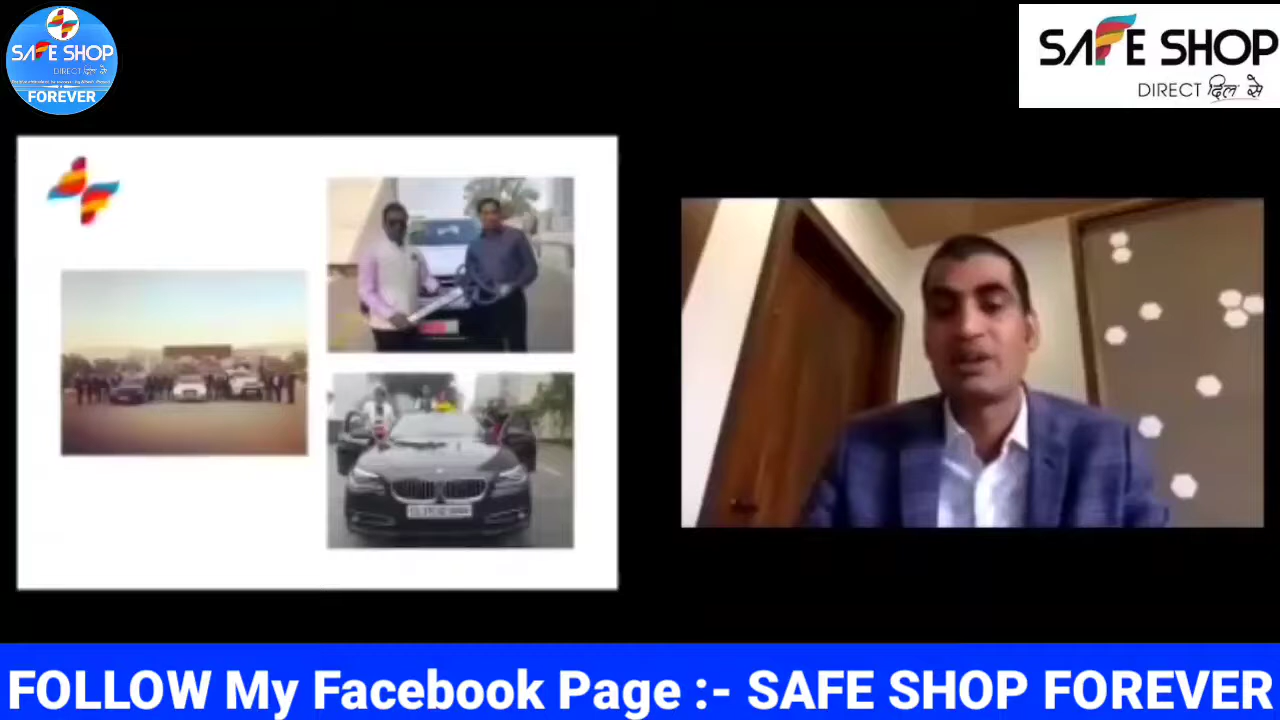 SAFE SHOP
DIRECT दिल से
FOREVER
SAFE SHOP
DIRECT दिल से
FOLLOW My Facebook Page :- SAFE SHOP FOREVER